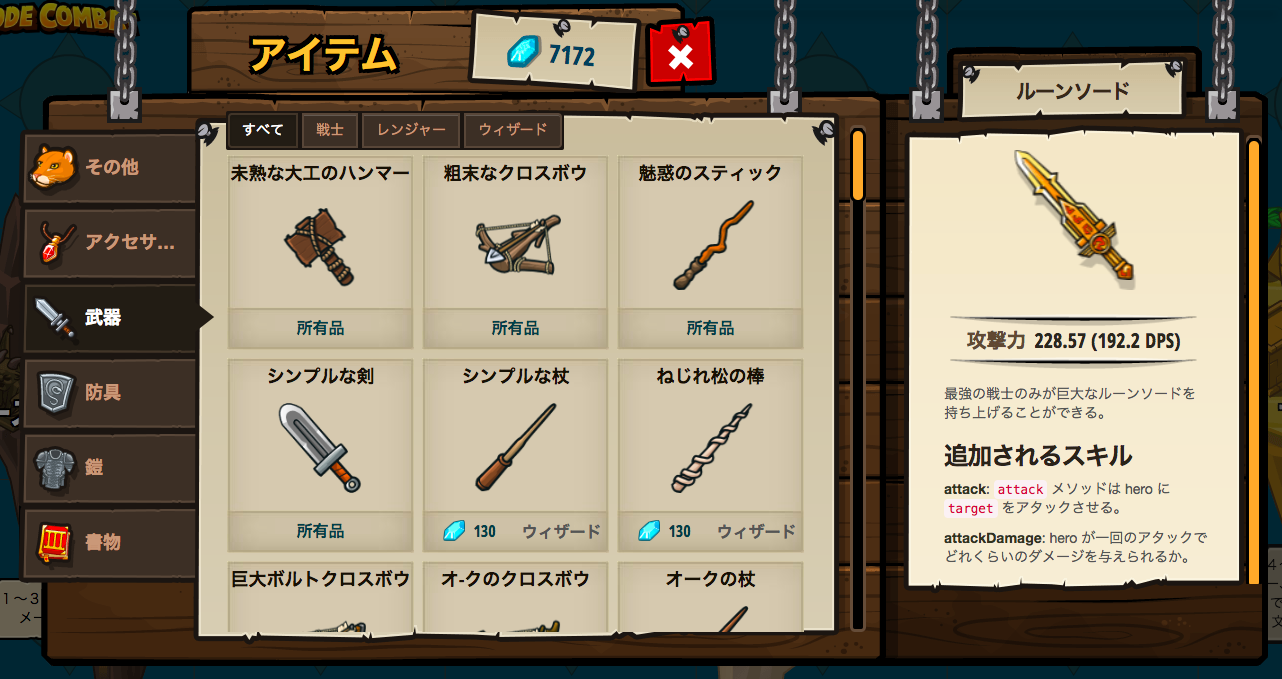 ODE COMBA
アイテム
7172
ルーンソード
すべて
戦士
レンジャー
ウィザード
その他
アクセサ...
武器
防具
鎧
書物
未熟な大工のハンマー
粗末なクロスボウ
魅惑のスティック
所有品
所有品
所有品
シンプルな剣
シンプルな杖
ねじれ松の棒
所有品
130 ウィザード
130 ウィザード
巨大ボルトクロスボウ
オークのクロスボウ
オークの杖
攻撃力 228.57 (192.2 DPS)
最強の戦士のみが巨大なルーンソードを
持ち上げることができる。
追加されるスキル
attack: attack メソッドは hero に
target をアタックさせる。
attackDamage: hero が一回のアタックで
どれくらいのダメージを与えられるか。
1～3
メー